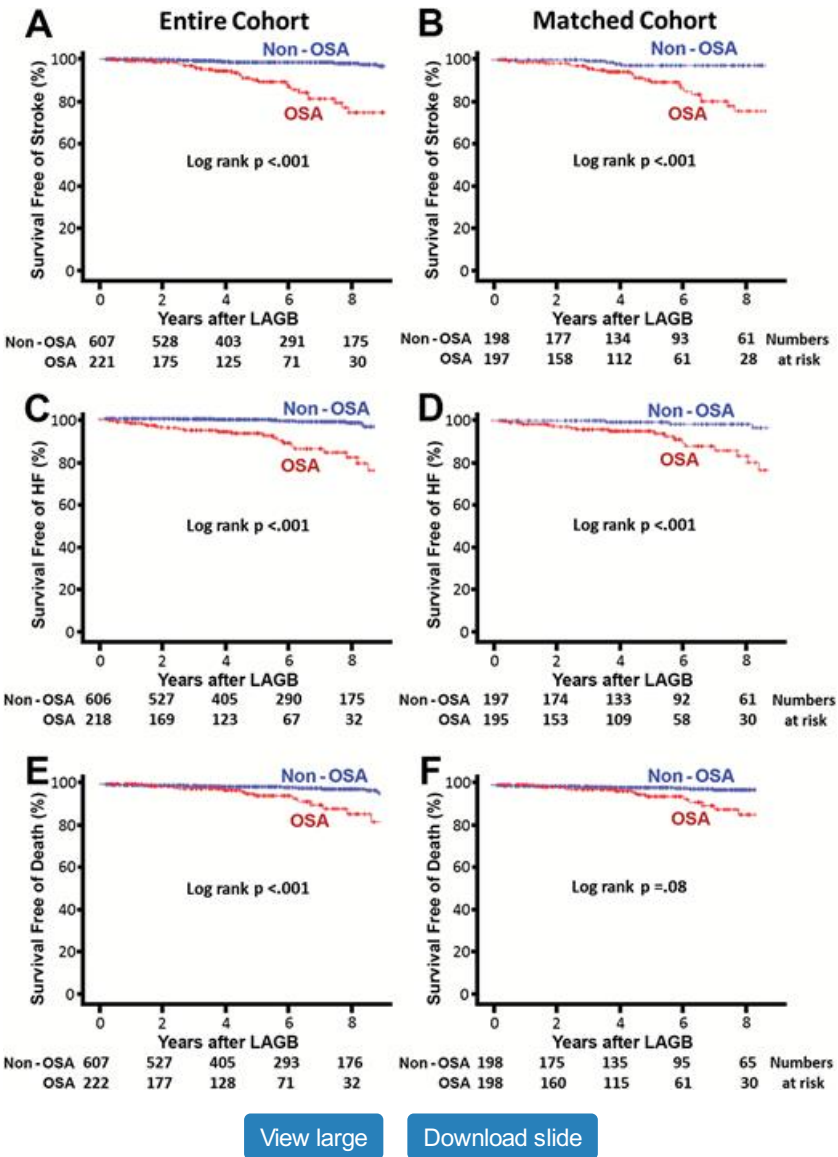 Entire Cohort
Matched Cohort
A
Survival Free of Stroke (%)
100
80
60
40
20
0
Non-OSA
OSA
Log rank p <.001
0 2 4 6 8
Years after LAGB
Non-OSA 607 528 403 291 175
OSA 221 175 125 71 30
B
Survival Free of Stroke (%)
100
80
60
40
20
0
Non-OSA
OSA
Log rank p <.001
0 2 4 6 8
Years after LAGB
Non-OSA 198 177 134 93 61 Numbers
OSA 197 158 112 61 28 at risk
C
Survival Free of HF (%)
100
80
60
40
20
0
Non-OSA
OSA
Log rank p <.001
0 2 4 6 8
Years after LAGB
Non-OSA 606 527 405 290 175
OSA 218 169 123 67 32
D
Survival Free of HF (%)
100
80
60
40
20
0
Non-OSA
OSA
Log rank p <.001
0 2 4 6 8
Years after LAGB
Non-OSA 197 174 133 92 61 Numbers
OSA 195 153 109 58 30 at risk
E
Survival Free of Death (%)
100
80
60
40
20
0
Non-OSA
OSA
Log rank p <.001
0 2 4 6 8
Years after LAGB
Non-OSA 607 527 405 293 176
OSA 222 177 128 71 32
F
Survival Free of Death (%)
100
80
60
40
20
0
Non-OSA
OSA
Log rank p =.08
0 2 4 6 8
Years after LAGB
Non-OSA 198 175 135 95 65 Numbers
OSA 198 160 115 61 30 at risk
View large
Download slide